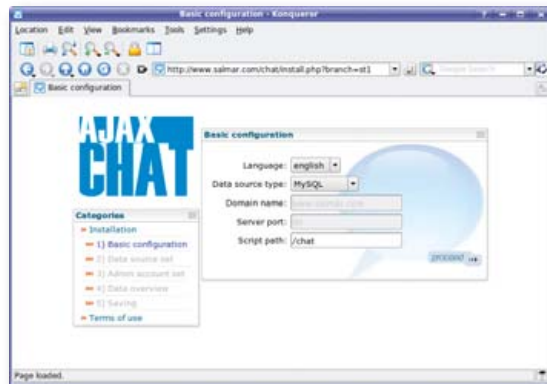 Basic configuration - Konqueror
Location Edit View Bookmarks Tools Settings Help
http://www.salmar.com/chat/install.php?branch=st1
Google Search
Basic configuration
AJAX
CHAT
Basic configuration
Language: english
Data source type: MySQL
Domain name:
Server port:
Script path: /chat
proceed
Categories
Installation
1) Basic configuration
2) Data source set
3) Admin account set
4) Data overview
5) Saving
Terms of use
Page loaded.